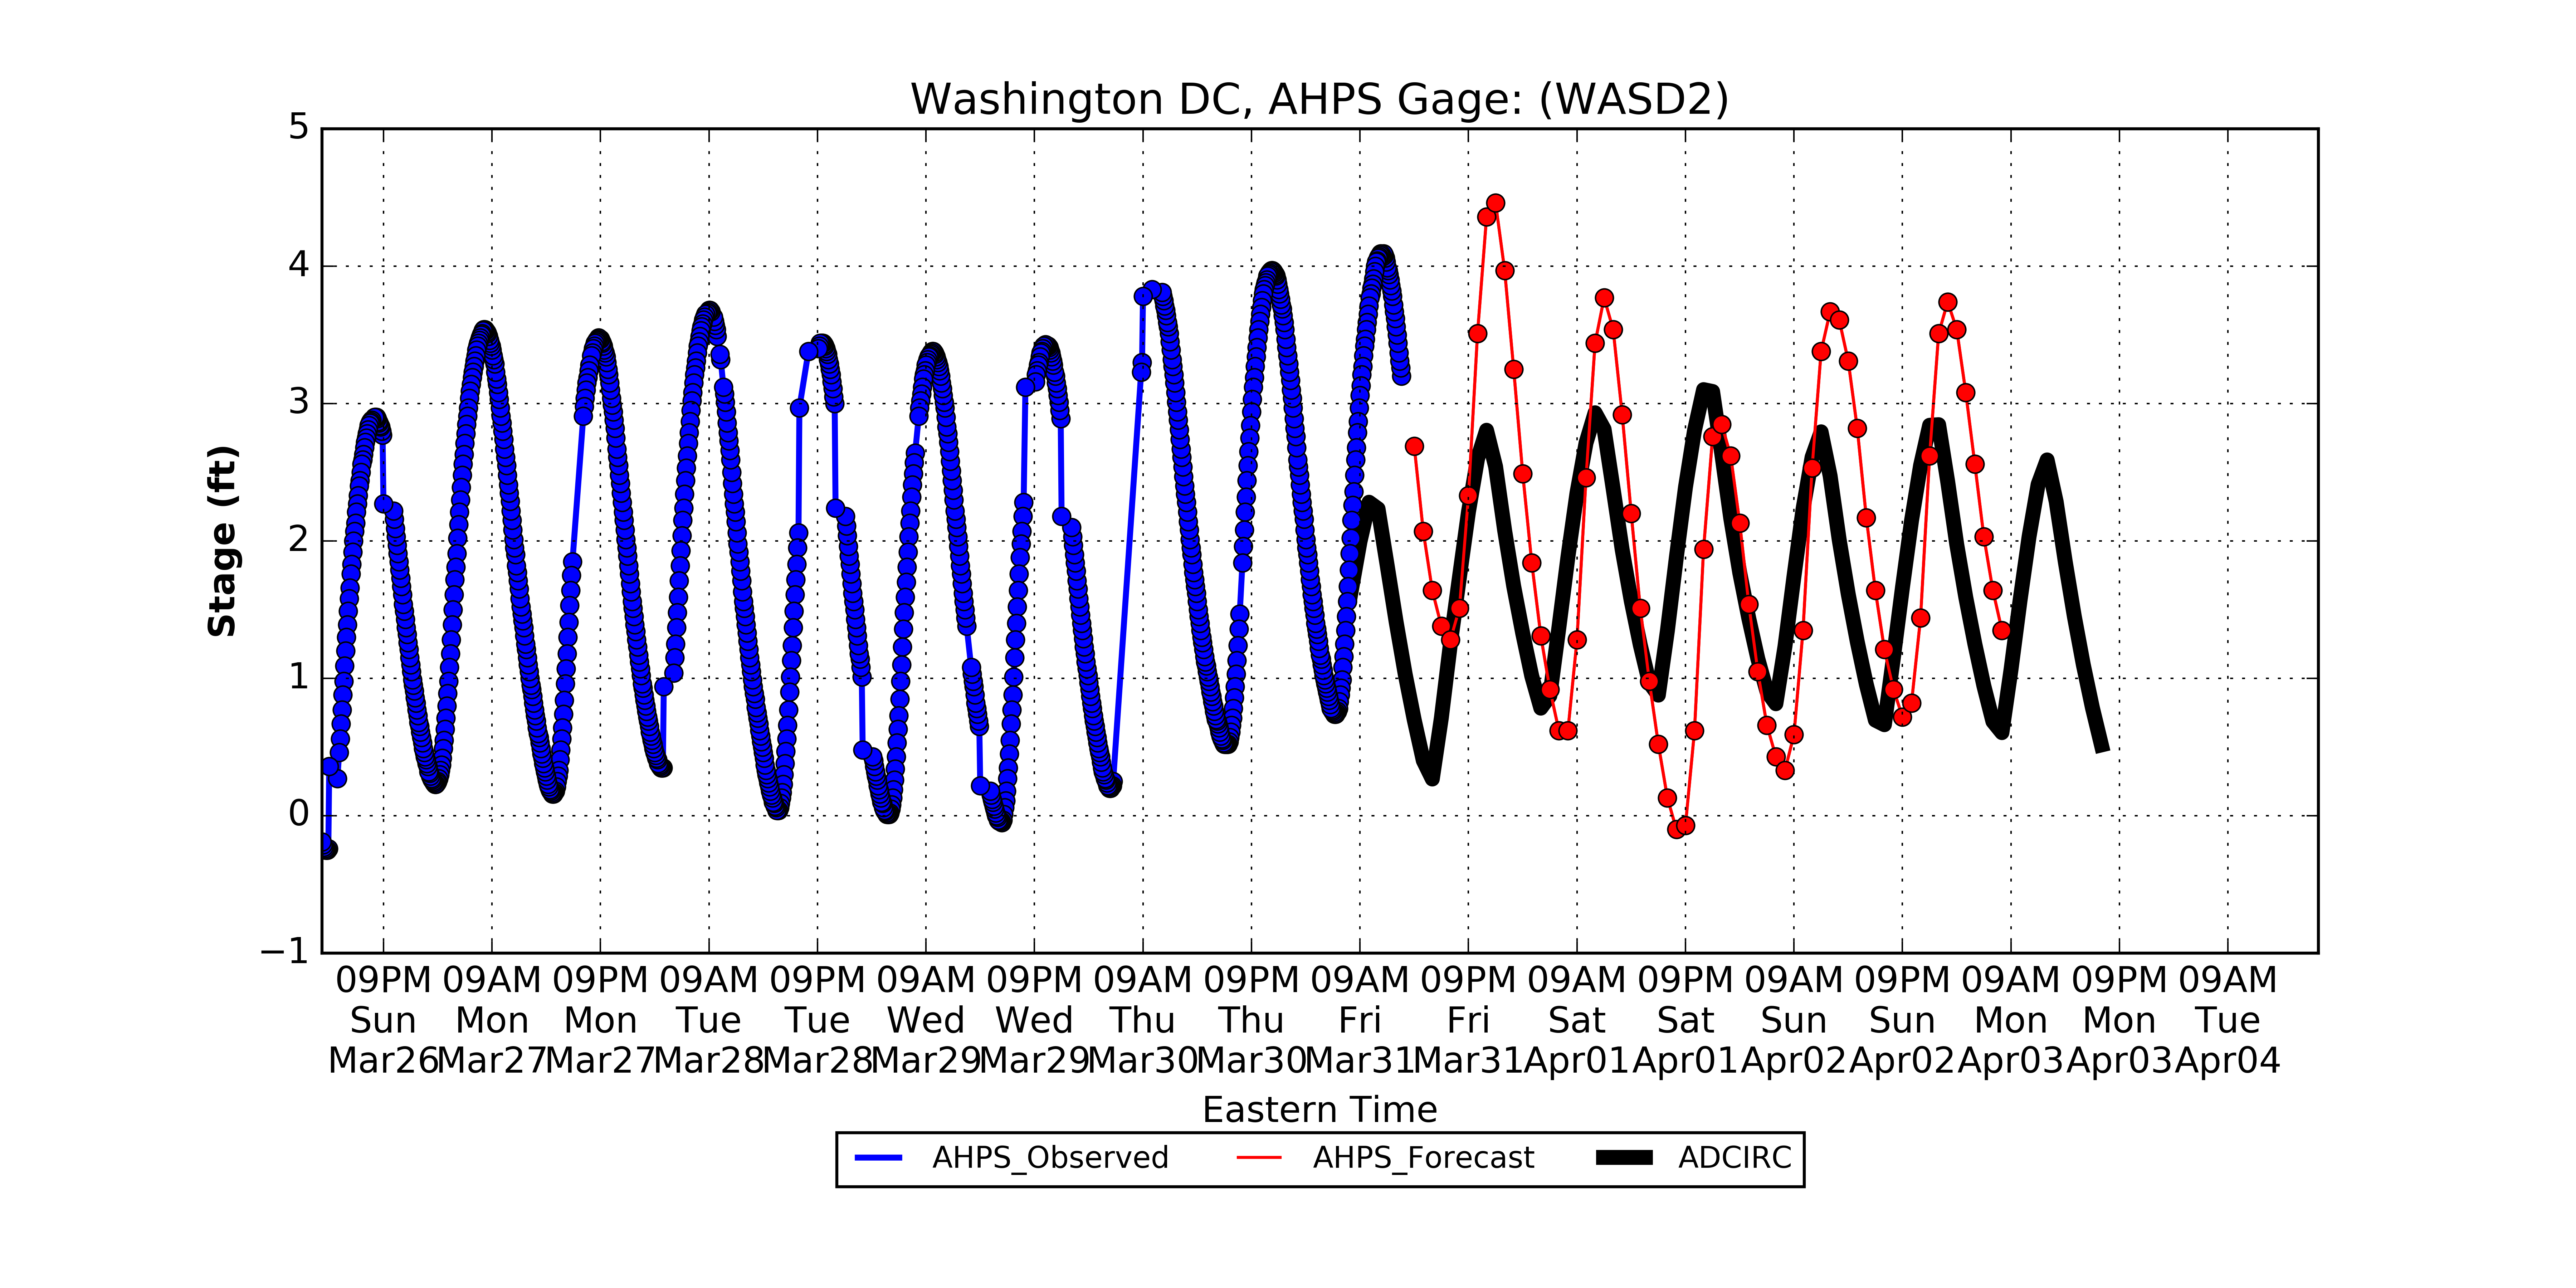 Washington DC, AHPS Gage: (WASD2)
5
4
3
2
1
0
−1
Stage (ft)
09PM 09AM 09PM 09AM 09PM 09AM 09PM 09AM 09PM 09AM 09PM 09AM 09PM 09AM 09PM 09AM 09PM 09AM
Sun Mon Mon Tue Tue Wed Wed Thu Thu Fri Fri Sat Sat Sun Sun Mon Mon Tue
Mar26 Mar27 Mar27 Mar28 Mar28 Mar29 Mar29 Mar30 Mar30 Mar31 Mar31 Apr01 Apr01 Apr02 Apr02 Apr03 Apr03 Apr04
Eastern Time
AHPS_Observed AHPS_Forecast ADCIRC